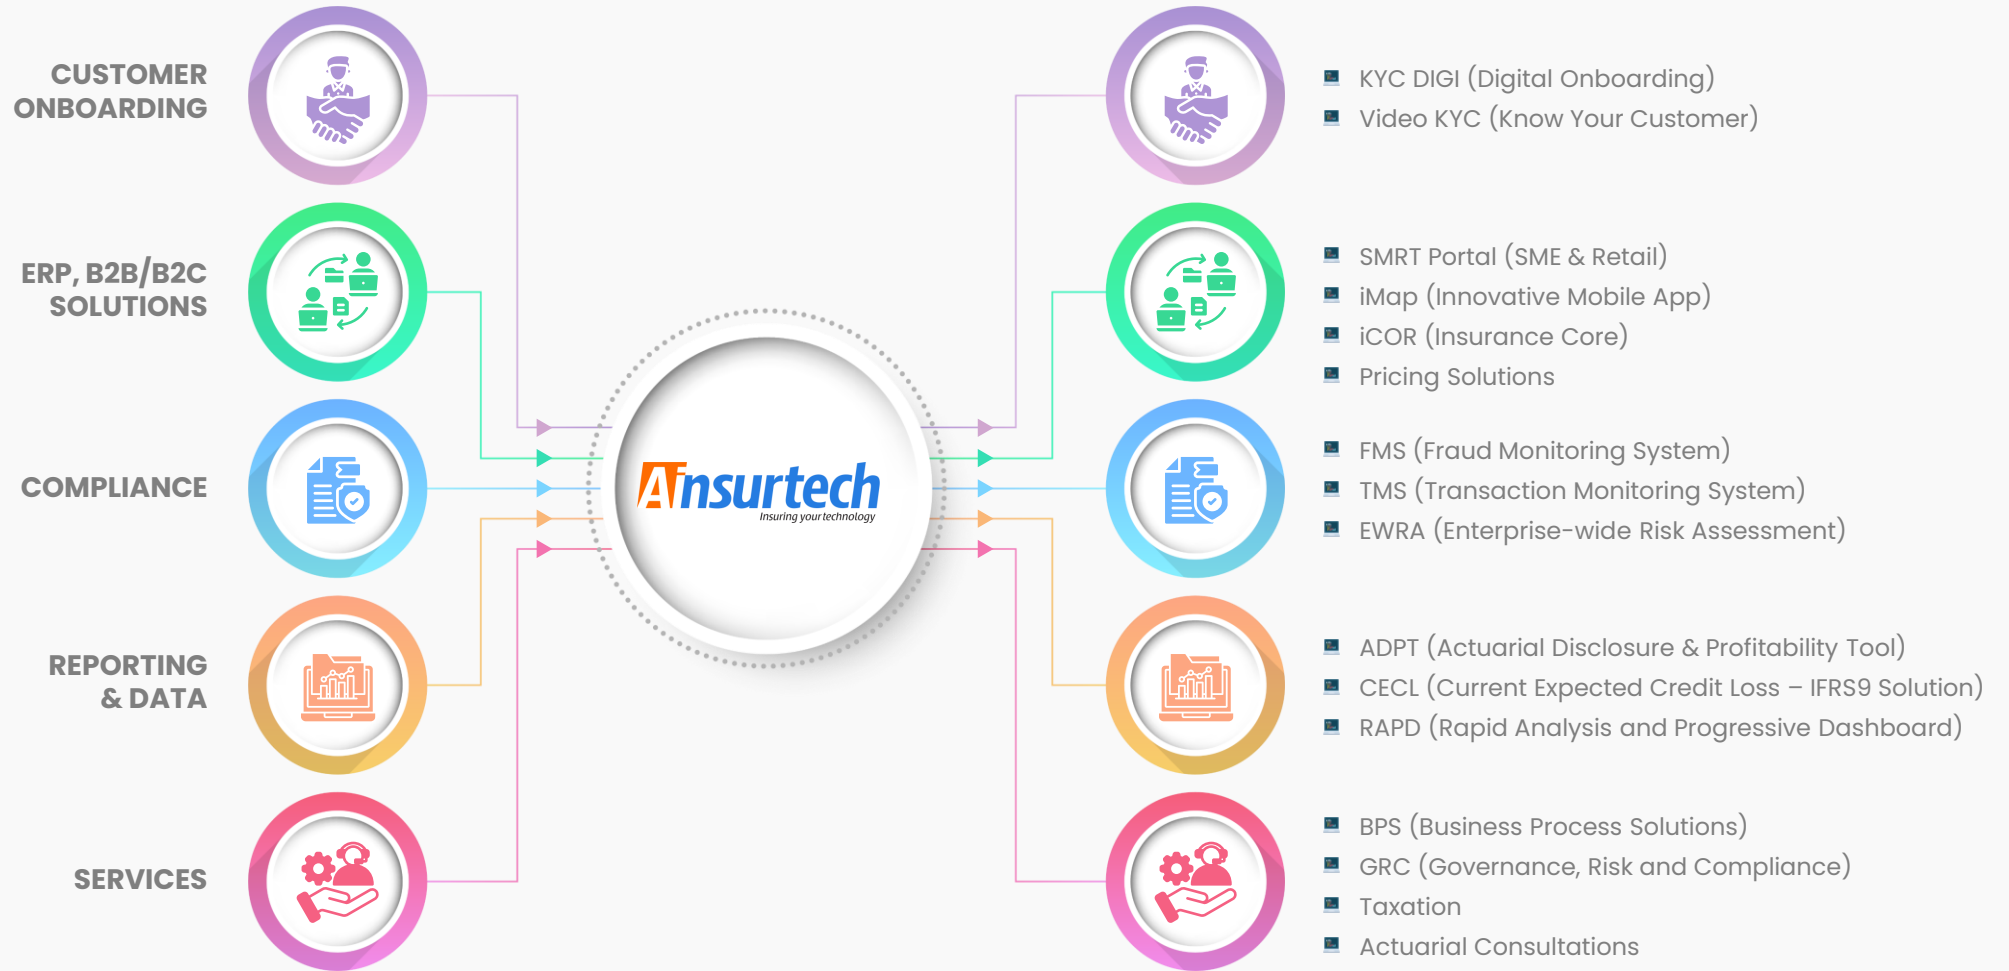 CUSTOMER
ONBOARDING
KYC DIGI (Digital Onboarding)
Video KYC (Know Your Customer)
ERP, B2B/B2C
SOLUTIONS
SMRT Portal (SME & Retail)
iMap (Innovative Mobile App)
iCOR (Insurance Core)
Pricing Solutions
AInsurtech
Insuring your technology
COMPLIANCE
FMS (Fraud Monitoring System)
TMS (Transaction Monitoring System)
EWRA (Enterprise-wide Risk Assessment)
REPORTING
& DATA
ADPT (Actuarial Disclosure & Profitability Tool)
CECL (Current Expected Credit Loss – IFRS9 Solution)
RAPD (Rapid Analysis and Progressive Dashboard)
SERVICES
BPS (Business Process Solutions)
GRC (Governance, Risk and Compliance)
Taxation
Actuarial Consultations